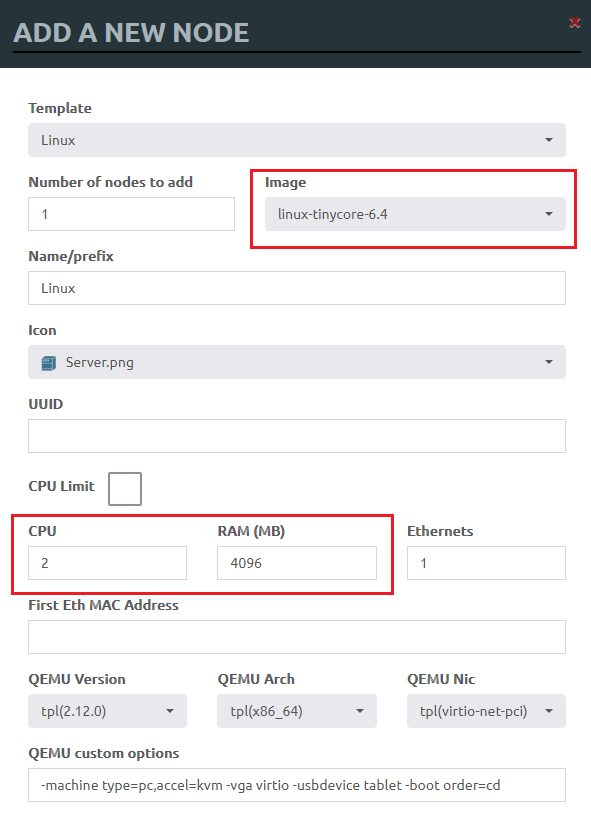 ADD A NEW NODE
Template
Linux
Number of nodes to add
Image
1
linux-tinycore-6.4
Name/prefix
Linux
Icon
Server.png
UUID
CPU Limit
CPU
RAM (MB)
Ethernets
2
4096
1
First Eth MAC Address
QEMU Version
QEMU Arch
QEMU Nic
tpl(2.12.0)
tpl(x86_64)
tpl(virtio-net-pci)
QEMU custom options
-machine type=pc,accel=kvm -vga virtio -usbdevice tablet -boot order=cd